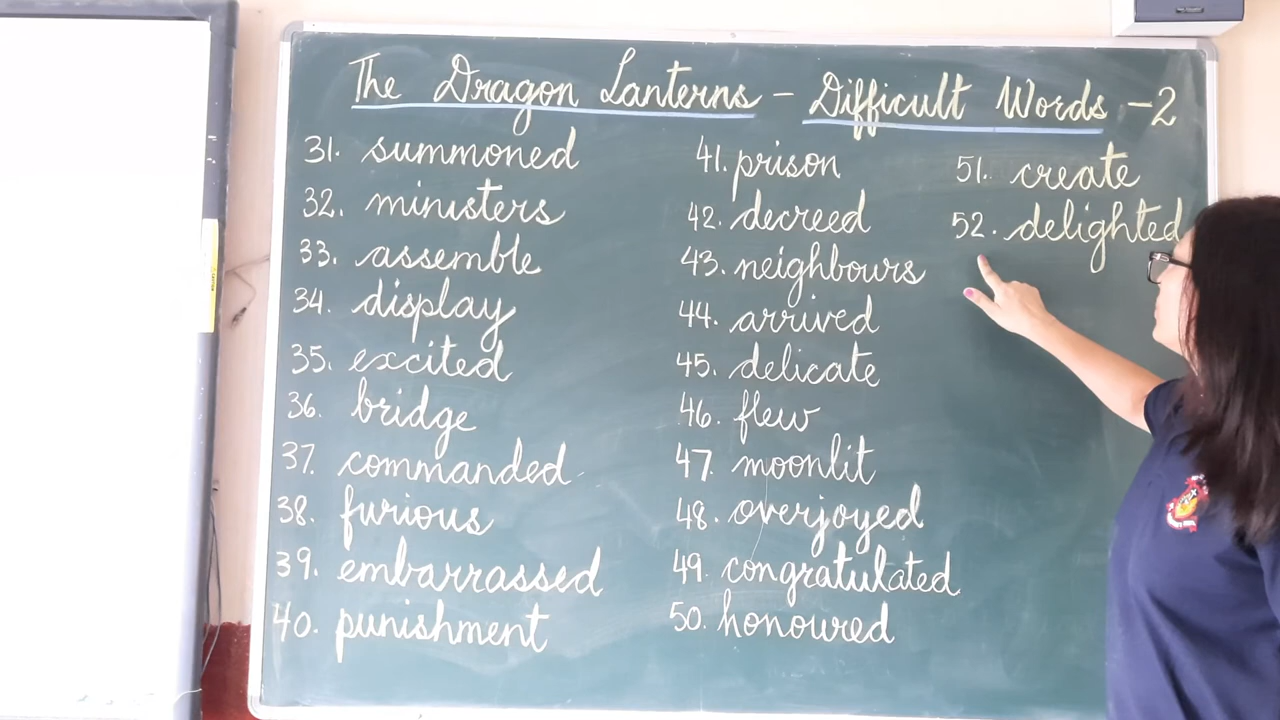 The Dragon Lanterns - Difficult Words -2
31. summoned
32. ministers
33. assemble
34. display
35. excited
36. bridge
37. commanded
38. furious
39. embarrassed
40. punishment
41. prison
42. decreed
43. neighbours
44. arrived
45. delicate
46. flew
47. moonlit
48. overjoyed
49. congratulated
50. honoured
51. create
52. delighted